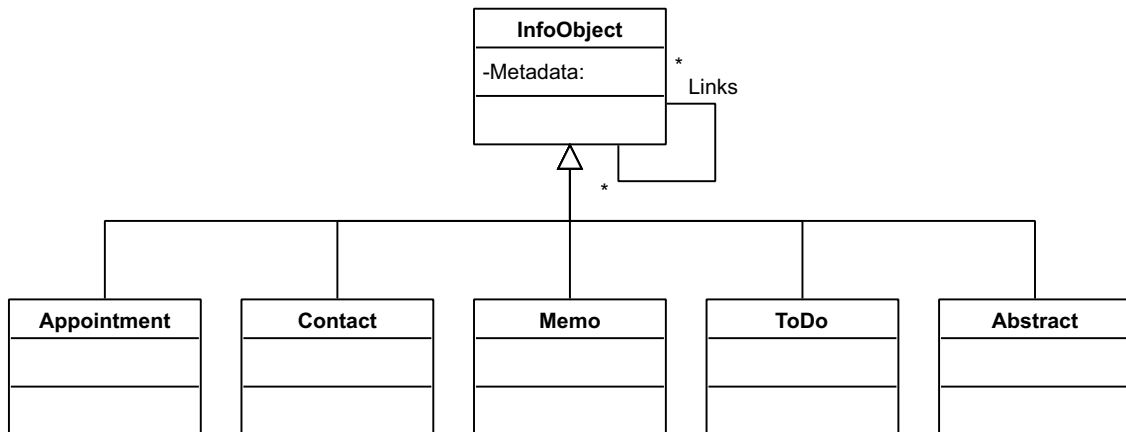 InfoObject
-Metadata:
*
Links
*
Appointment
Contact
Memo
ToDo
Abstract